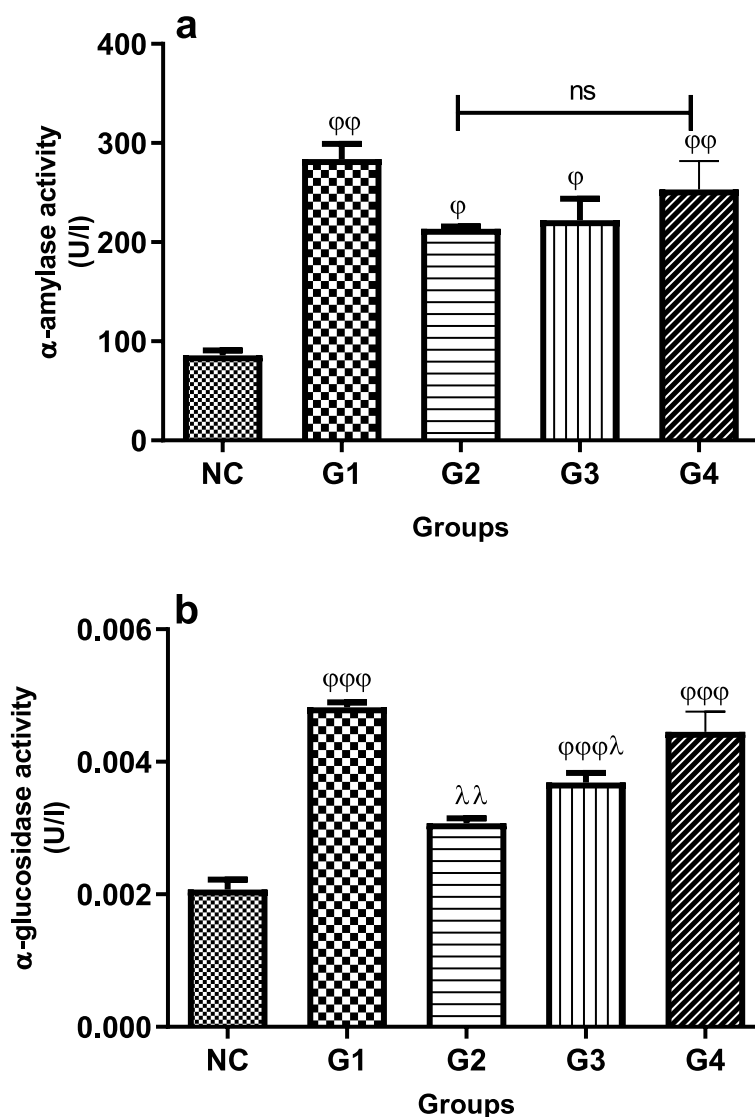 a
400
300
200
100
0
α-amylase activity
(U/l)
φφ
φ
φ
φφ
ns
NC G1 G2 G3 G4
Groups
b
0.006
0.004
0.002
0.000
α-glucosidase activity
(U/l)
φφφ
λλ
φφφλ
φφφ
NC G1 G2 G3 G4
Groups